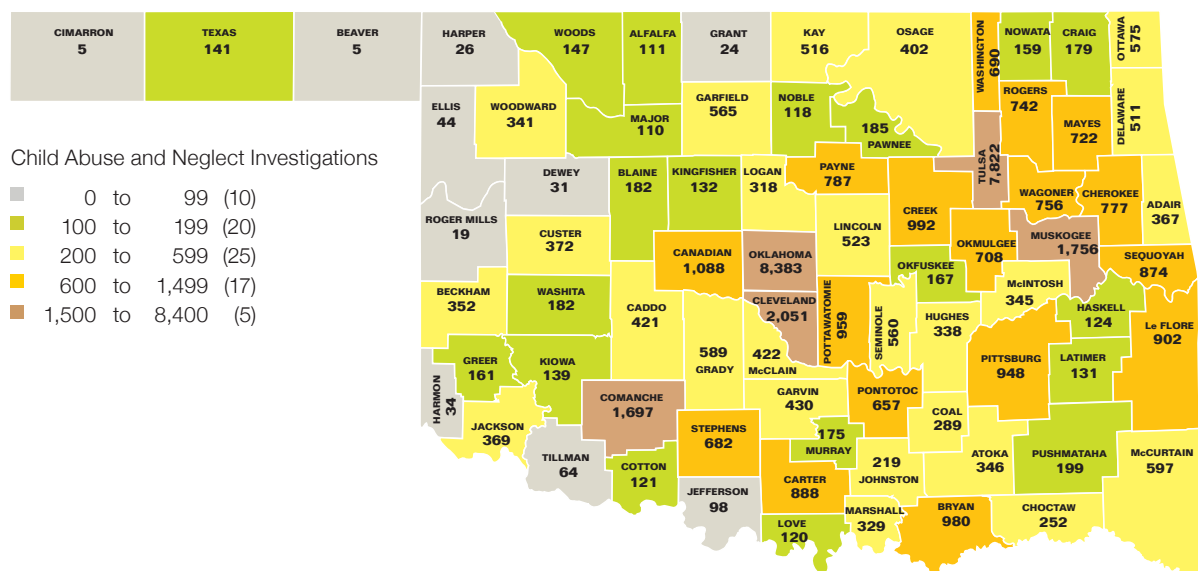 CIMARRON
5
TEXAS
141
BEAVER
5
HARPER
26
WOODS
147
ALFALFA
111
GRANT
24
KAY
516
OSAGE
402
WASHINGTON
690
NOWATA
159
CRAIG
179
OTTAWA
575
ELLIS
44
WOODWARD
341
MAJOR
110
GARFIELD
565
NOBLE
118
185
PAWNEE
ROGERS
742
MAYES
722
DELAWARE
511
TULSA
7,822
Child Abuse and Neglect Investigations
0 to 99 (10)
100 to 199 (20)
200 to 599 (25)
600 to 1,499 (17)
1,500 to 8,400 (5)
DEWEY
31
BLAINE
182
KINGFISHER
132
LOGAN
318
PAYNE
787
CREEK
992
WAGONER
756
CHEROKEE
777
ADAIR
367
ROGER MILLS
19
CUSTER
372
CANADIAN
1,088
OKLAHOMA
8,383
LINCOLN
523
OKMULGEE
708
MUSKOGEE
1,756
SEQUOYAH
874
OKFUSKEE
167
McINTOSH
345
HASKELL
124
BECKHAM
352
WASHITA
182
CADDO
421
CLEVELAND
2,051
POTTAWATOMIE
959
SEMINOLE
560
HUGHES
338
Le FLORE
902
589
GRADY
422
McCLAIN
PITTSBURG
948
LATIMER
131
GREER
161
KIOWA
139
HARMON
34
COMANCHE
1,697
GARVIN
430
PONTOTOC
657
COAL
289
JACKSON
369
STEPHENS
682
175
MURRAY
TILLMAN
64
COTTON
121
219
JOHNSTON
ATOKA
346
PUSHMATAHA
199
McCURTAIN
597
JEFFERSON
98
CARTER
888
MARSHALL
329
BRYAN
980
CHOCTAW
252
LOVE
120